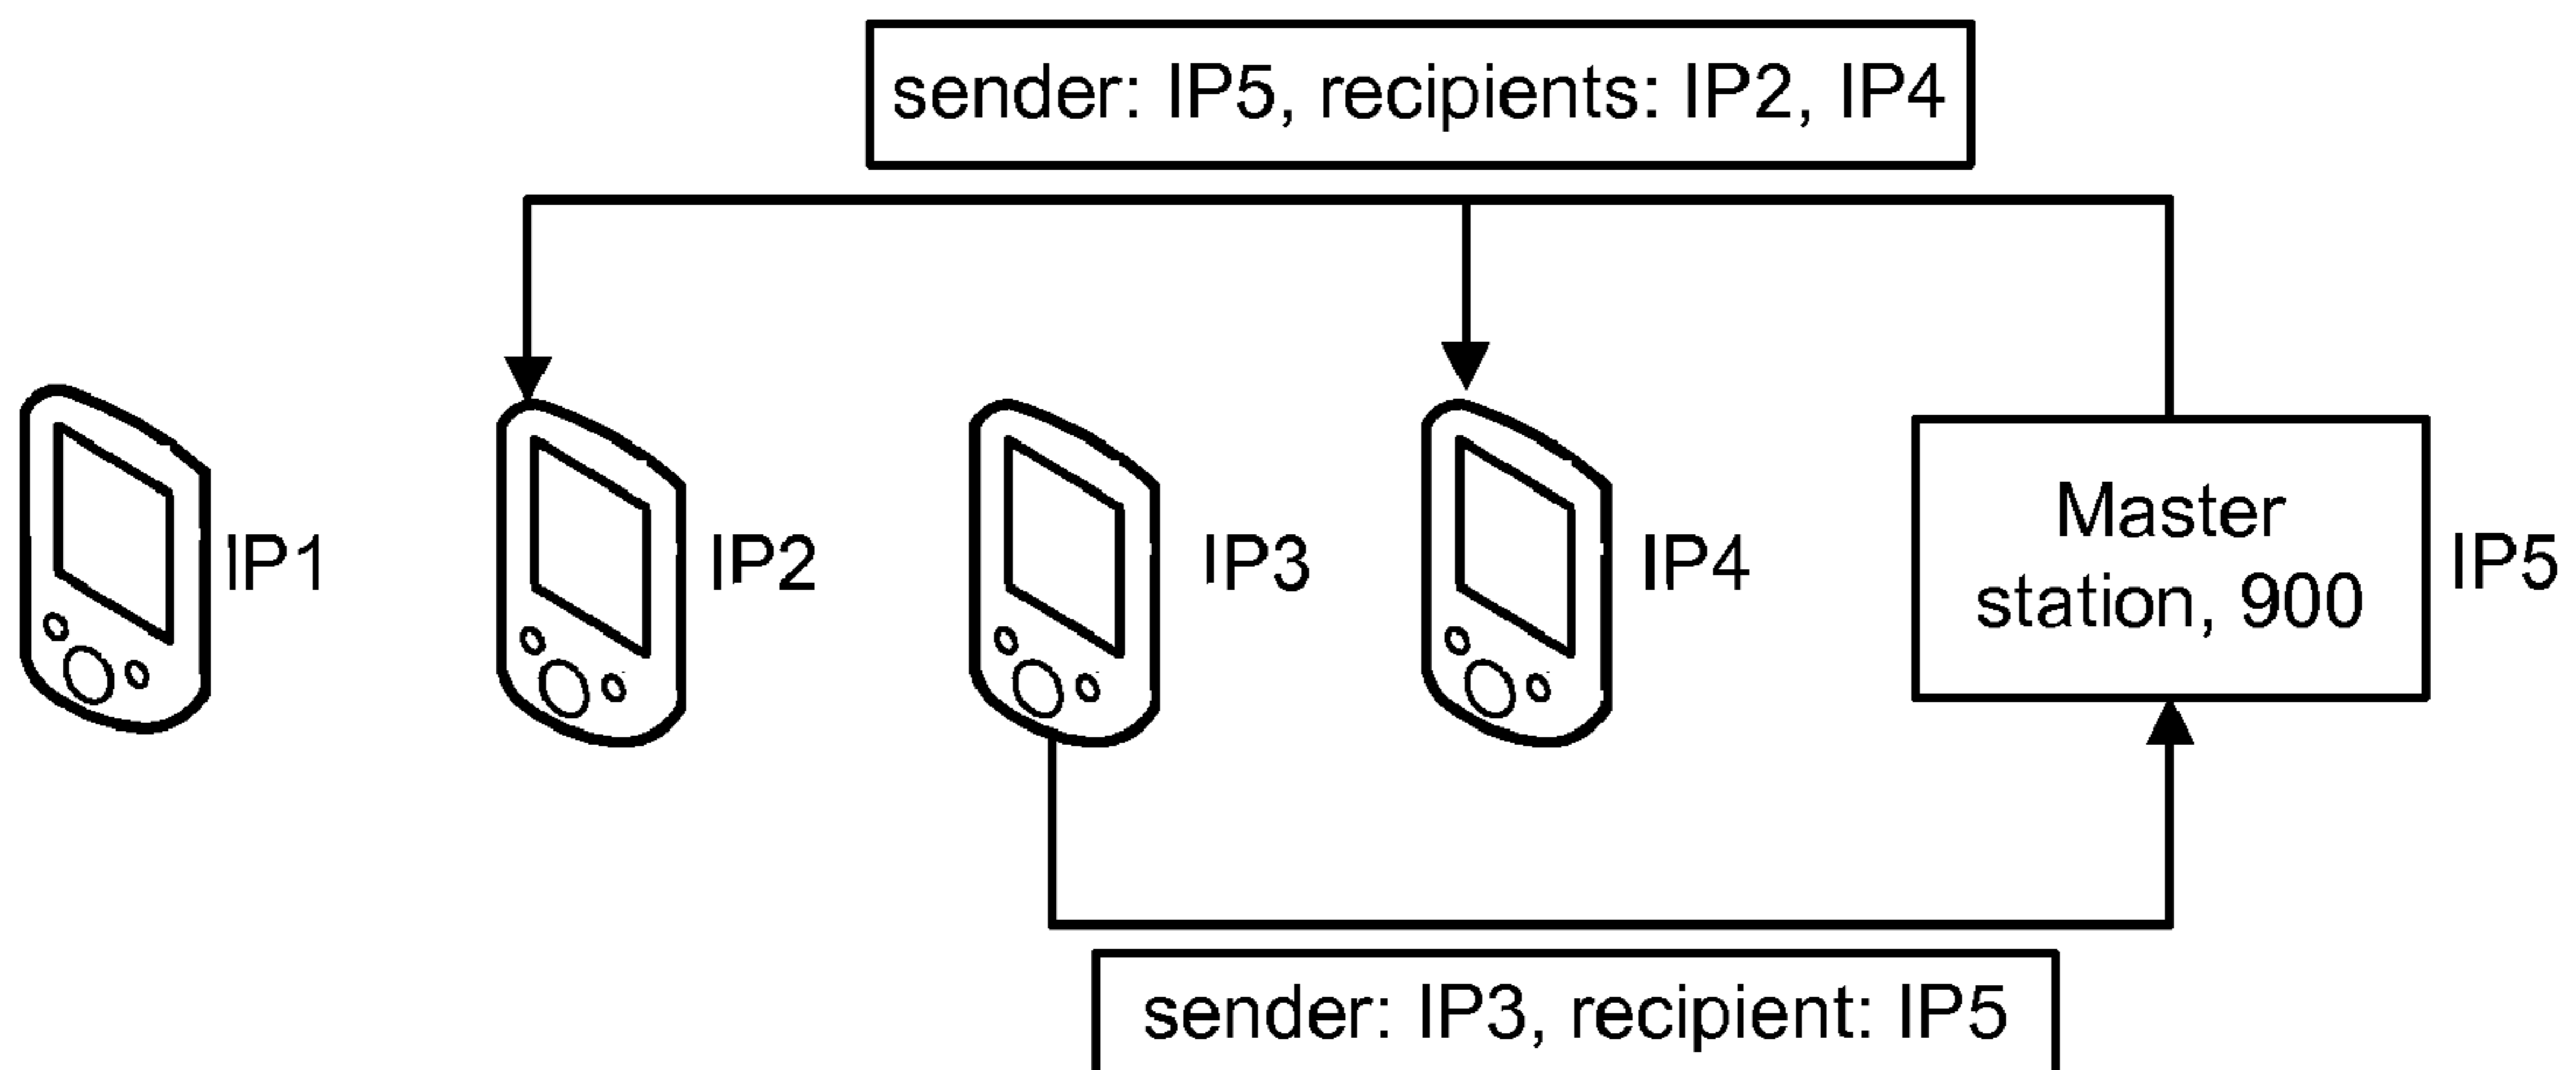 sender: IP5, recipients: IP2, IP4
IP1
IP2
IP3
IP4
Master
station, 900
IP5
sender: IP3, recipient: IP5